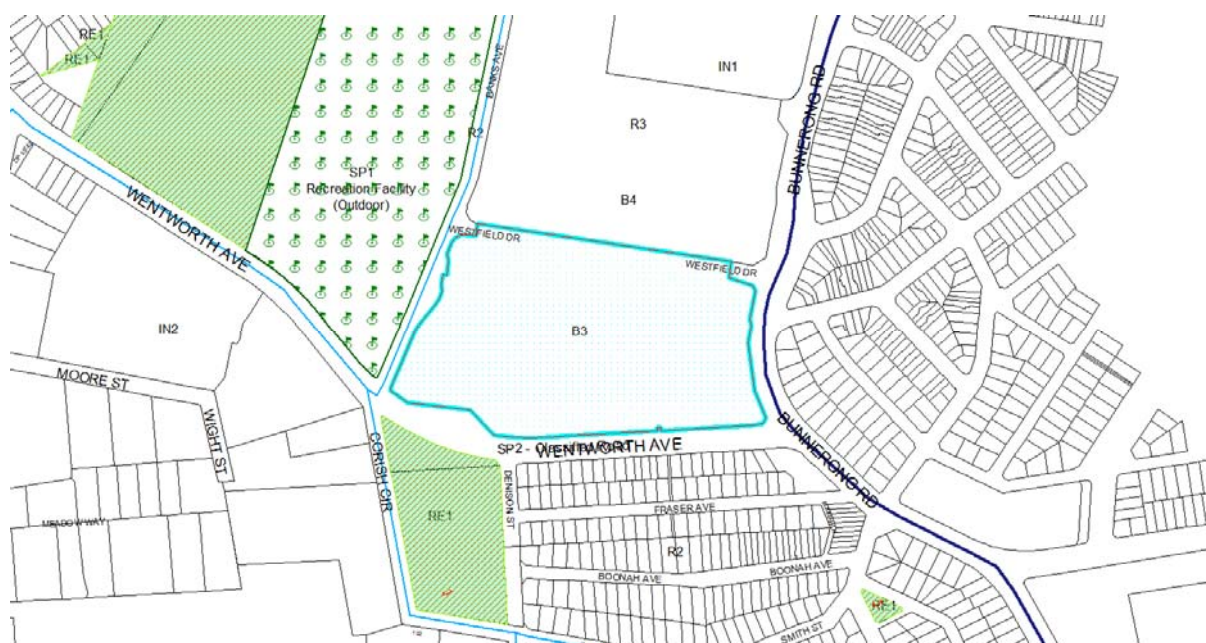 RE1
RE1
BANKS AVE
IN1
BUNNERONG RD
R3
R2
SP1
Recreation Facility
(Outdoor)
B4
WENTWORTH AVE
WESTFIELD DR
WESTFIELD DR
IN2
B3
MOORE ST
WIGHT ST
CORISH CIR
SP2 -
WENTWORTH AVE
BUNNERONG RD
DENISON ST
FRASER AVE
RE1
MEADOW WAY
R2
BOONAH AVE
BOONAH AVE
RE1
SMITH ST